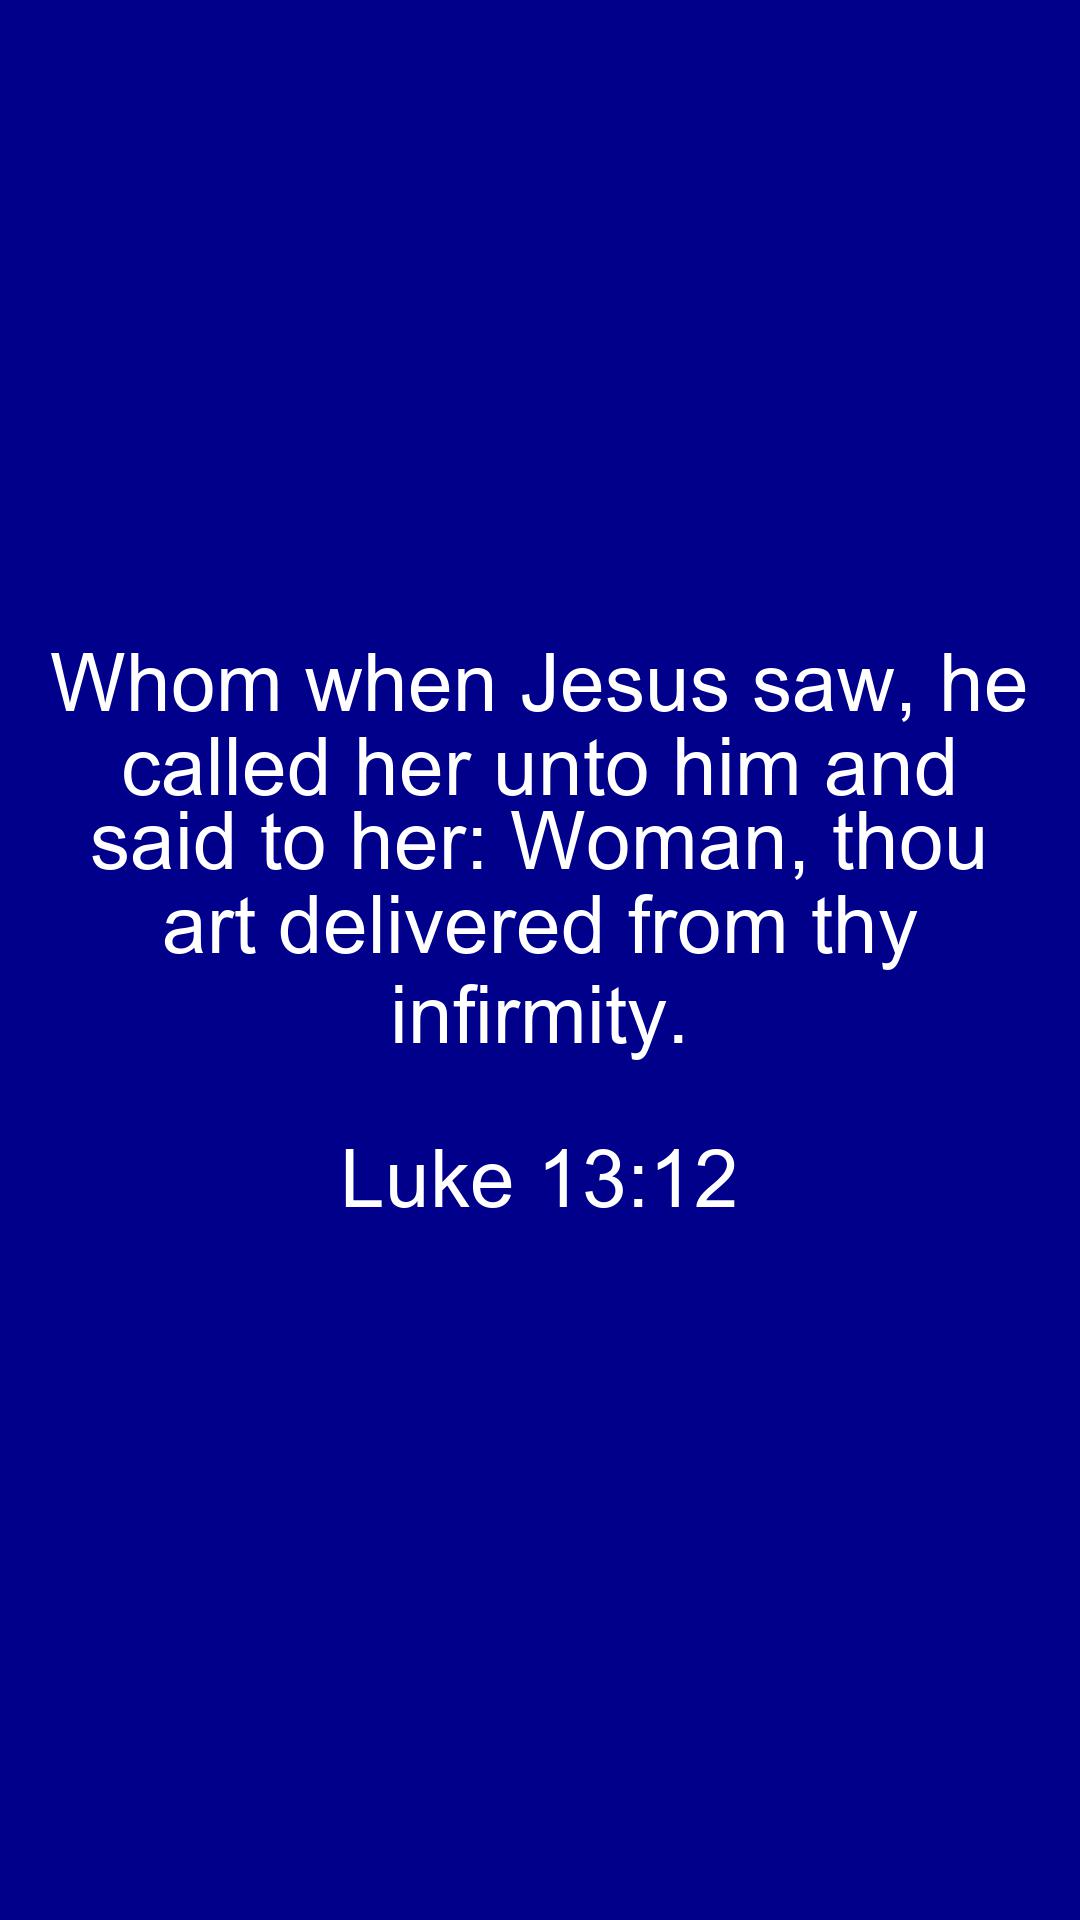 Whom when Jesus saw, he
called her unto him and
said to her: Woman, thou
art delivered from thy
infirmity.
Luke 13:12